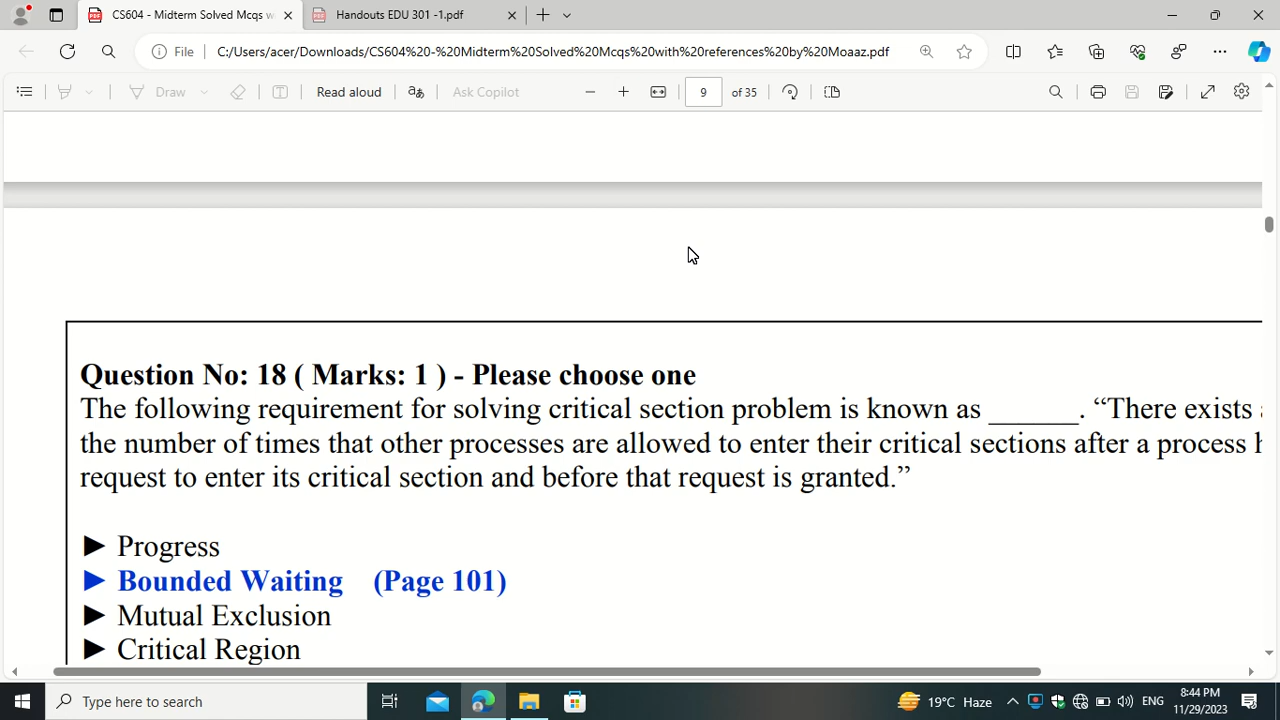 CS604 - Midterm Solved Mcqs w
Handouts EDU 301 -1.pdf
File
C:/Users/acer/Downloads/CS604%20-%20Midterm%20Solved%20Mcqs%20with%20references%20by%20Moaaz.pdf
Draw
Read aloud
aあ
Ask Copilot
9 of 35
Question No: 18 ( Marks: 1 ) - Please choose one
The following requirement for solving critical section problem is known as ______. “There exists
the number of times that other processes are allowed to enter their critical sections after a process
request to enter its critical section and before that request is granted.”
► Progress
► Bounded Waiting (Page 101)
► Mutual Exclusion
► Critical Region
Type here to search
19°C Haze
ENG
8:44 PM
11/29/2023